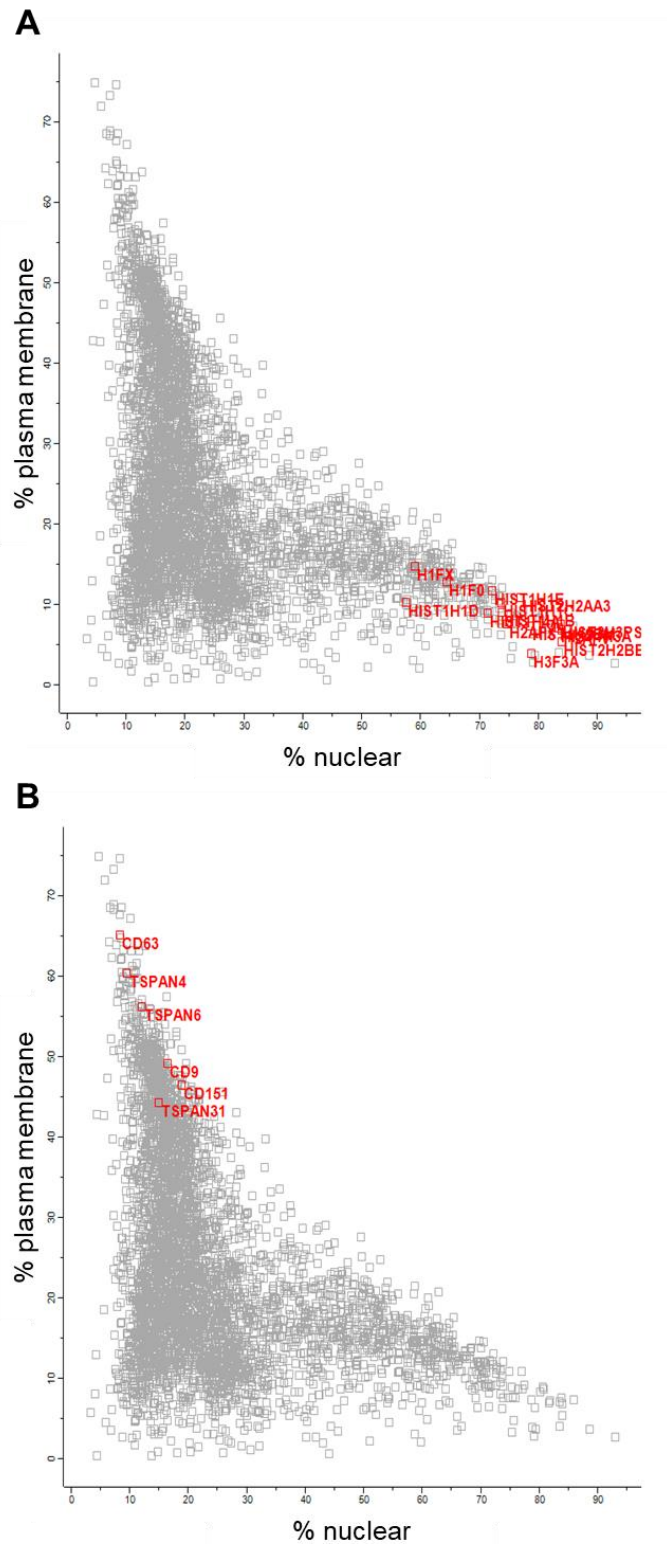 A
% plasma membrane
70
60
50
40
30
20
10
0
H1FX
H1F0
HIST1H1E
HIST2H2AA3
HIST1H1D
HIST2H2BE
H3F3A
0 10 20 30 40 50 60 70 80 90
% nuclear
B
% plasma membrane
70
60
50
40
30
20
10
0
CD63
TSPAN4
TSPAN6
CD9
CD151
TSPAN31
0 10 20 30 40 50 60 70 80 90
% nuclear